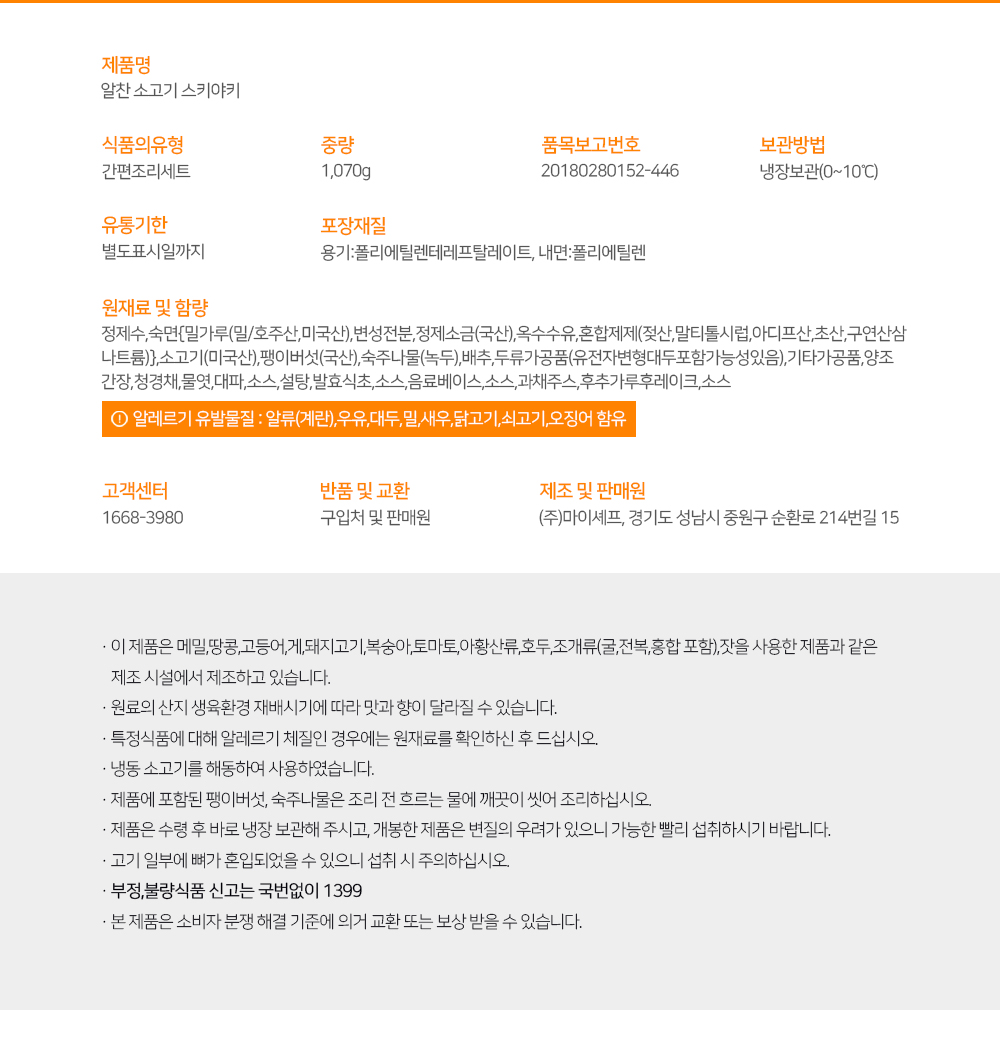 제품명
알찬 소고기 스키야키
식품의유형
간편조리세트
중량
1,070g
품목보고번호
20180280152-446
보관방법
냉장보관(0~10℃)
유통기한
별도표시일까지
포장재질
용기:폴리에틸렌테레프탈레이트, 내면:폴리에틸렌
원재료 및 함량
정제수,숙면{밀가루(밀/호주산,미국산),변성전분,정제소금(국산),옥수수유,혼합제제(젖산,말티톨시럽,아디프산,초산,구연산삼
나트륨)},소고기(미국산),팽이버섯(국산),숙주나물(녹두),배추,두류가공품(유전자변형대두포함가능성있음),기타가공품,양조
간장,청경채,물엿,대파,소스,설탕,발효식초,소스,음료베이스,소스,과채주스,후추가루후레이크,소스
알레르기 유발물질 : 알류(계란),우유,대두,밀,새우,닭고기,쇠고기,오징어 함유
고객센터
1668-3980
반품 및 교환
구입처 및 판매원
제조 및 판매원
(주)마이셰프, 경기도 성남시 중원구 순환로 214번길 15
· 이 제품은 메밀,땅콩,고등어,게,돼지고기,복숭아,토마토,아황산류,호두,조개류(굴,전복,홍합 포함),잣을 사용한 제품과 같은
제조 시설에서 제조하고 있습니다.
· 원료의 산지 생육환경 재배시기에 따라 맛과 향이 달라질 수 있습니다.
· 특정식품에 대해 알레르기 체질인 경우에는 원재료를 확인하신 후 드십시오.
· 냉동 소고기를 해동하여 사용하였습니다.
· 제품에 포함된 팽이버섯, 숙주나물은 조리 전 흐르는 물에 깨끗이 씻어 조리하십시오.
· 제품은 수령 후 바로 냉장 보관해 주시고, 개봉한 제품은 변질의 우려가 있으니 가능한 빨리 섭취하시기 바랍니다.
· 고기 일부에 뼈가 혼입되었을 수 있으니 섭취 시 주의하십시오.
· 부정,불량식품 신고는 국번없이 1399
· 본 제품은 소비자 분쟁 해결 기준에 의거 교환 또는 보상 받을 수 있습니다.